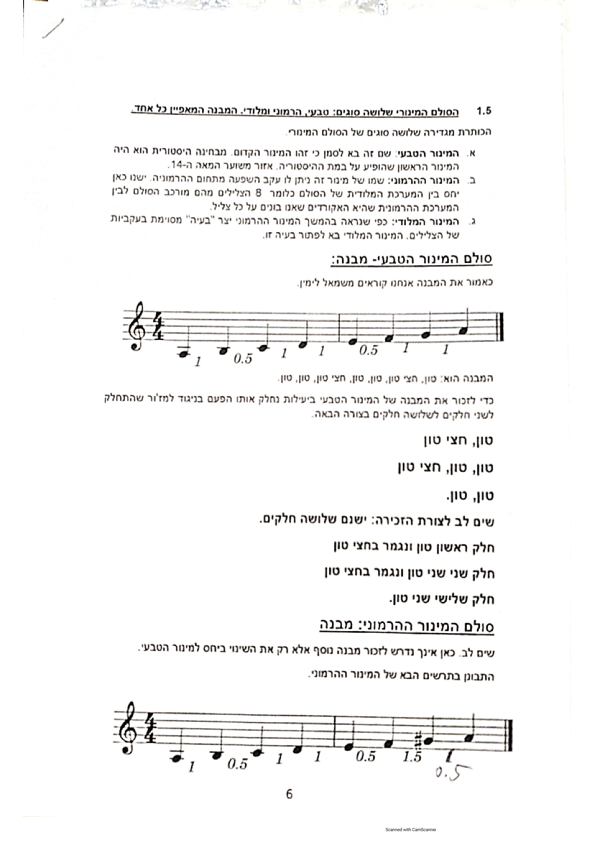 1.5 הסולם המינורי שלושה סוגים: טבעי, הרמוני ומלודי. המבנה המאפיין כל אחד.
הכותרת מגדירה שלושה סוגים של הסולם המינורי.
א. המינור הטבעי: שם זה בא לסמן כי זהו המינור הקדום. מבחינה היסטורית הוא היה
המינור הראשון שהופיע על במת ההיסטוריה. אזור משוער המאה ה-14.
ב. המינור ההרמוני: שמו של מינור זה ניתן לו עקב השפעה מתחום ההרמוניה. ישנו כאן
יחס בין המערכת המלודית של הסולם כלומר 8 הצלילים מהם מורכב הסולם לבין
המערכת ההרמונית שהיא האקורדים שאנו בונים על כל צליל.
ג. המינור המלודי: כפי שנראה בהמשך המינור ההרמוני יצר "בעיה" מסוימת בעקביות
של הצלילים. המינור המלודי בא לפתור בעיה זו.
סולם המינור הטבעי- מבנה:
כאמור את המבנה אנחנו קוראים משמאל לימין.
4 4
1 0.5 1 1 0.5 1 1
המבנה הוא: טון, חצי טון, טון, טון, חצי טון, טון, טון.
כדי לזכור את המבנה של המינור הטבעי ביעילות נחלק אותו הפעם בניגוד למז'ור שהתחלק
לשני חלקים לשלושה חלקים בצורה הבאה.
טון, חצי טון
טון, טון, חצי טון
טון, טון.
שים לב לצורת הזכירה: ישנם שלושה חלקים.
חלק ראשון טון ונגמר בחצי טון
חלק שני שני טון ונגמר בחצי טון
חלק שלישי שני טון.
סולם המינור ההרמוני: מבנה
שים לב. כאן אינך נדרש לזכור מבנה נוסף אלא רק את השינוי ביחס למינור הטבעי.
התבונן בתרשים הבא של המינור ההרמוני.
4 4
1 0.5 1 1 0.5 1.5 1
0.5
6
Scanned with CamScanner